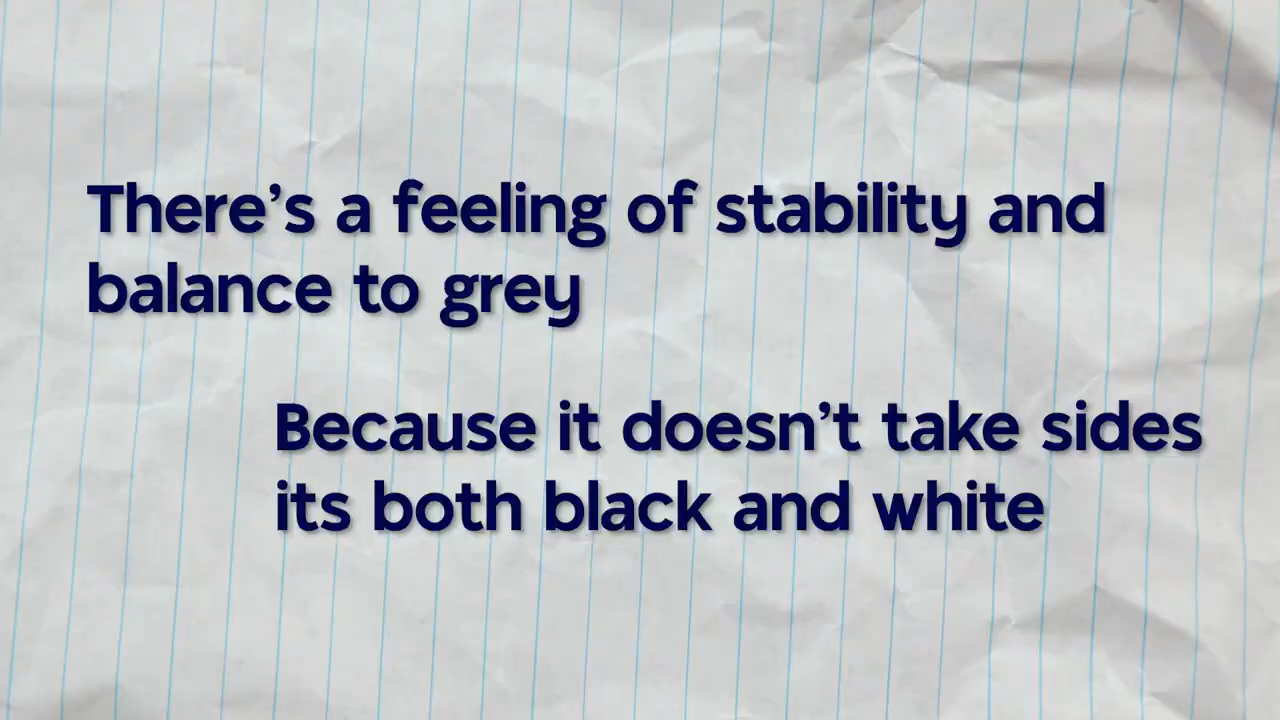 There’s a feeling of stability and
balance to grey
Because it doesn’t take sides
its both black and white